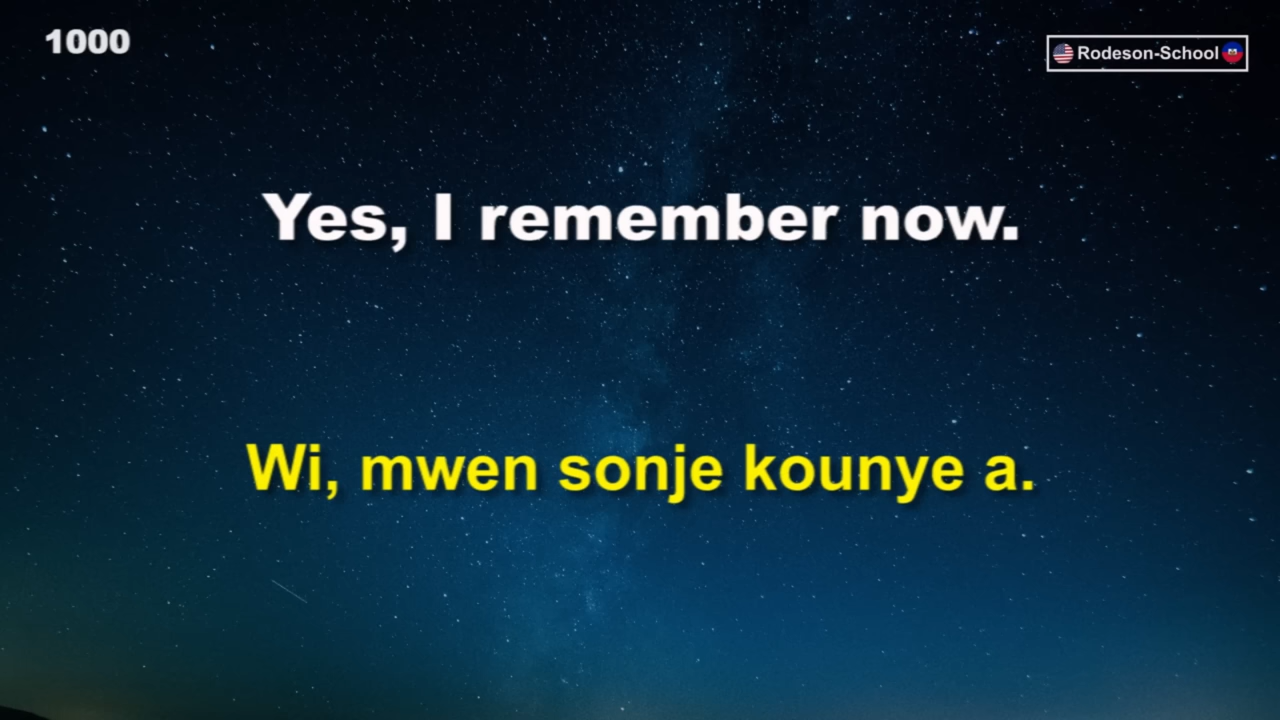 1000
Rodeson-School
Yes, I remember now.
Wi, mwen sonje kounye a.